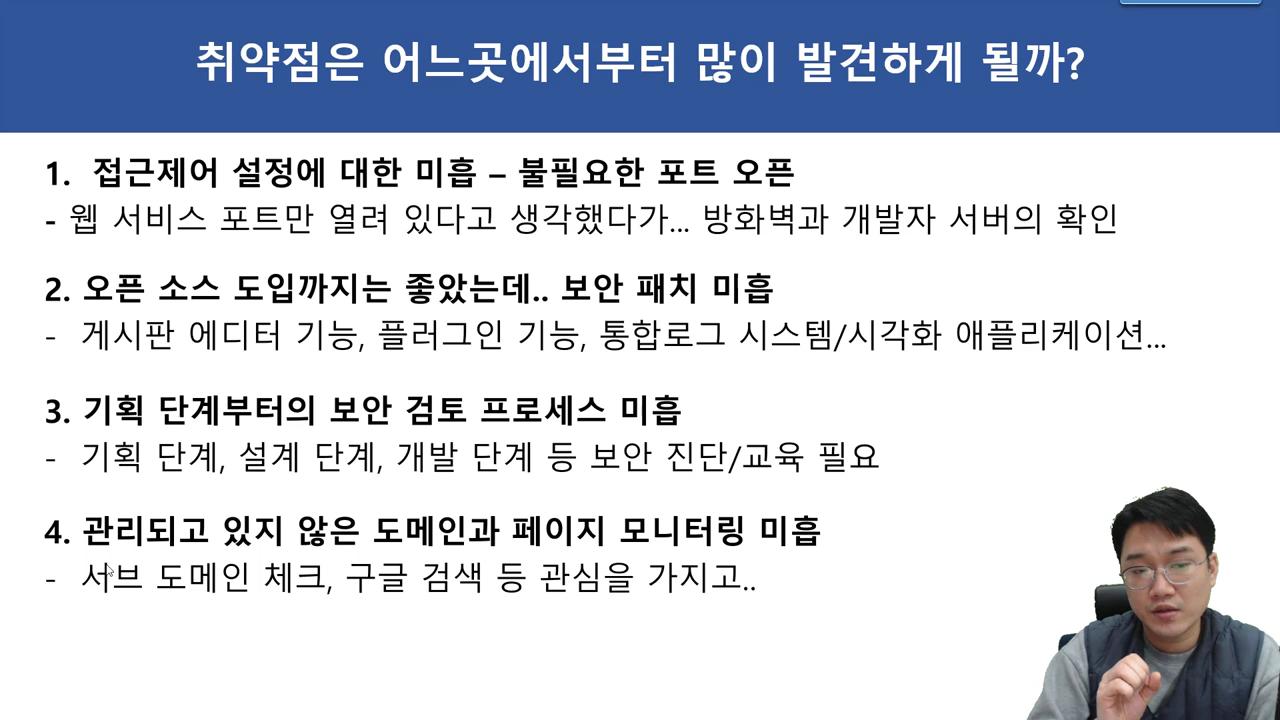 취약점은 어느곳에서부터 많이 발견하게 될까?
1. 접근제어 설정에 대한 미흡 – 불필요한 포트 오픈
- 웹 서비스 포트만 열려 있다고 생각했다가... 방화벽과 개발자 서버의 확인
2. 오픈 소스 도입까지는 좋았는데.. 보안 패치 미흡
- 게시판 에디터 기능, 플러그인 기능, 통합로그 시스템/시각화 애플리케이션...
3. 기획 단계부터의 보안 검토 프로세스 미흡
- 기획 단계, 설계 단계, 개발 단계 등 보안 진단/교육 필요
4. 관리되고 있지 않은 도메인과 페이지 모니터링 미흡
- 서브 도메인 체크, 구글 검색 등 관심을 가지고..